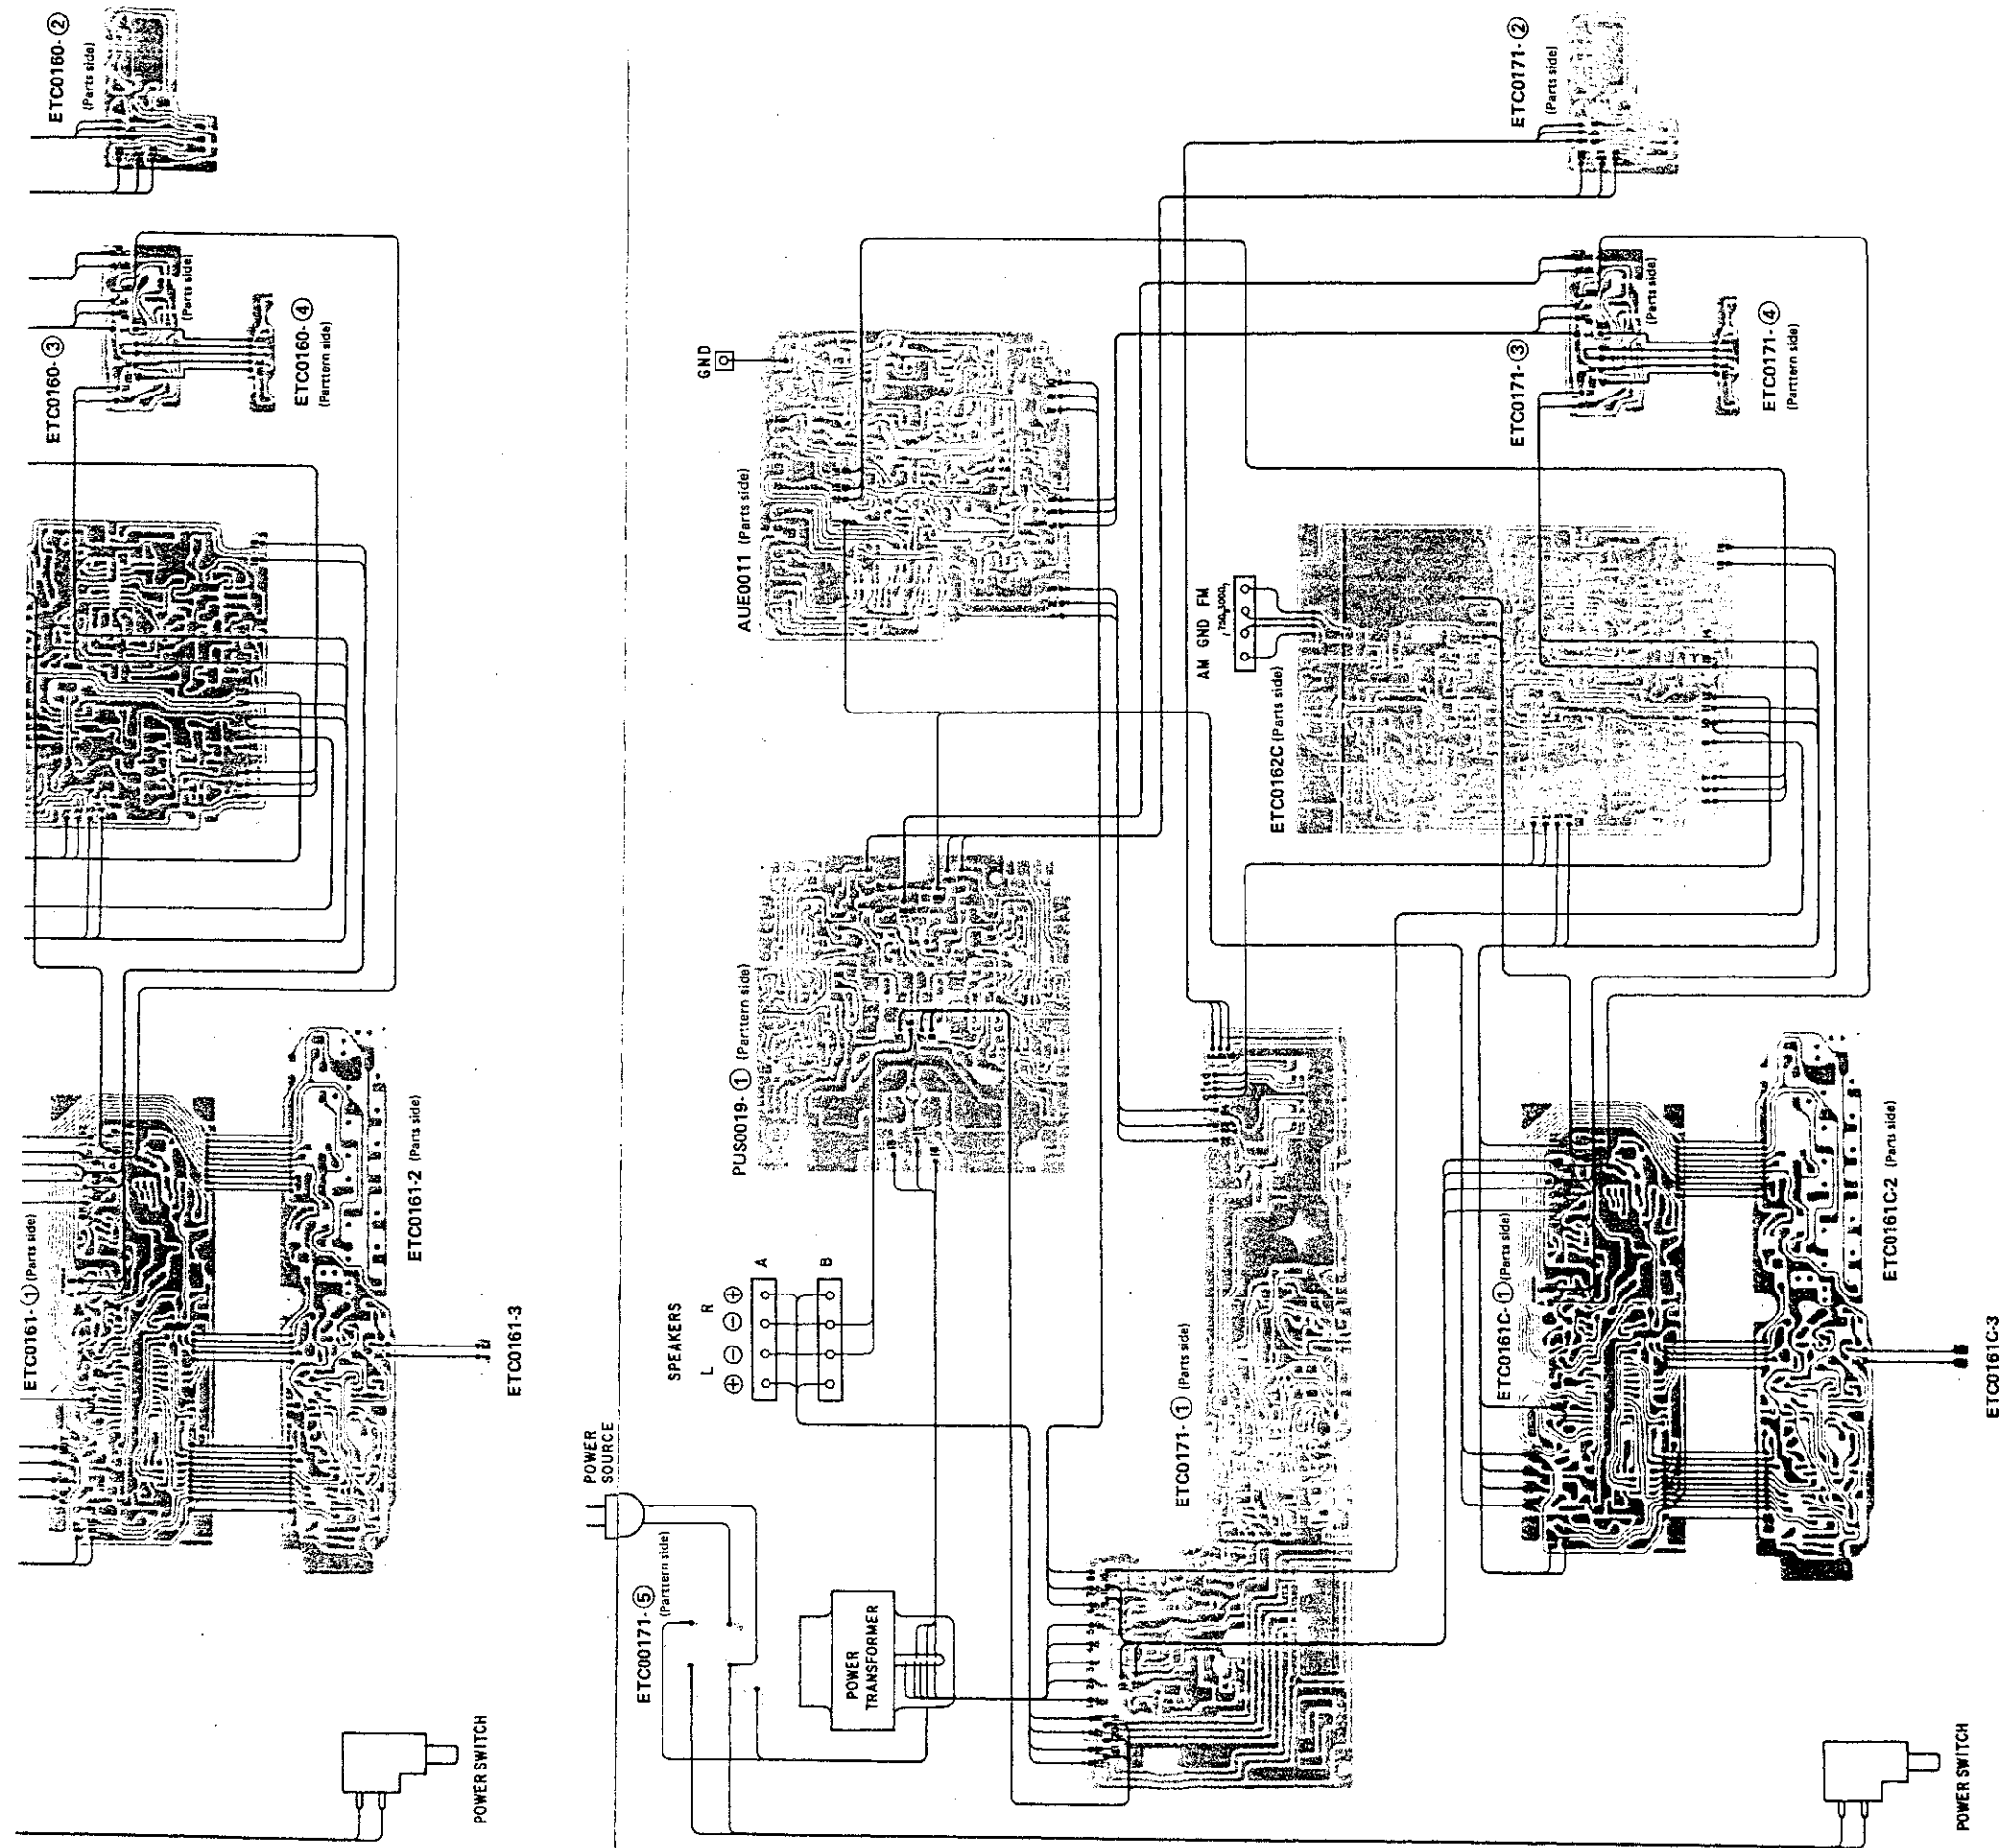 ETC0160-②
(Parts side)
ETC0160-③
(Parts side)
ETC0160-④
(Parttern side)
ETC0161-①(Parts side)
ETC0161-2 (Parts side)
ETC0161-3
POWER SWITCH
GND
AUE0011 (Parts side)
PUS0019-① (Parttern side)
SPEAKERS
L R
⊕ ⊖ ⊖ ⊕
A
B
POWER
SOURCE
ETC00171-⑤
(Parttern side)
POWER
TRANSFORMER
ETC0171-②
(Parts side)
ETC0171-③
(Parts side)
ETC0171-④
(Parttern side)
AM GND FM
ETC0162C (Parts side)
ETC0171-① (Parts side)
ETC0161C-①(Parts side)
ETC0161C-2 (Parts side)
ETC0161C-3
POWER SWITCH